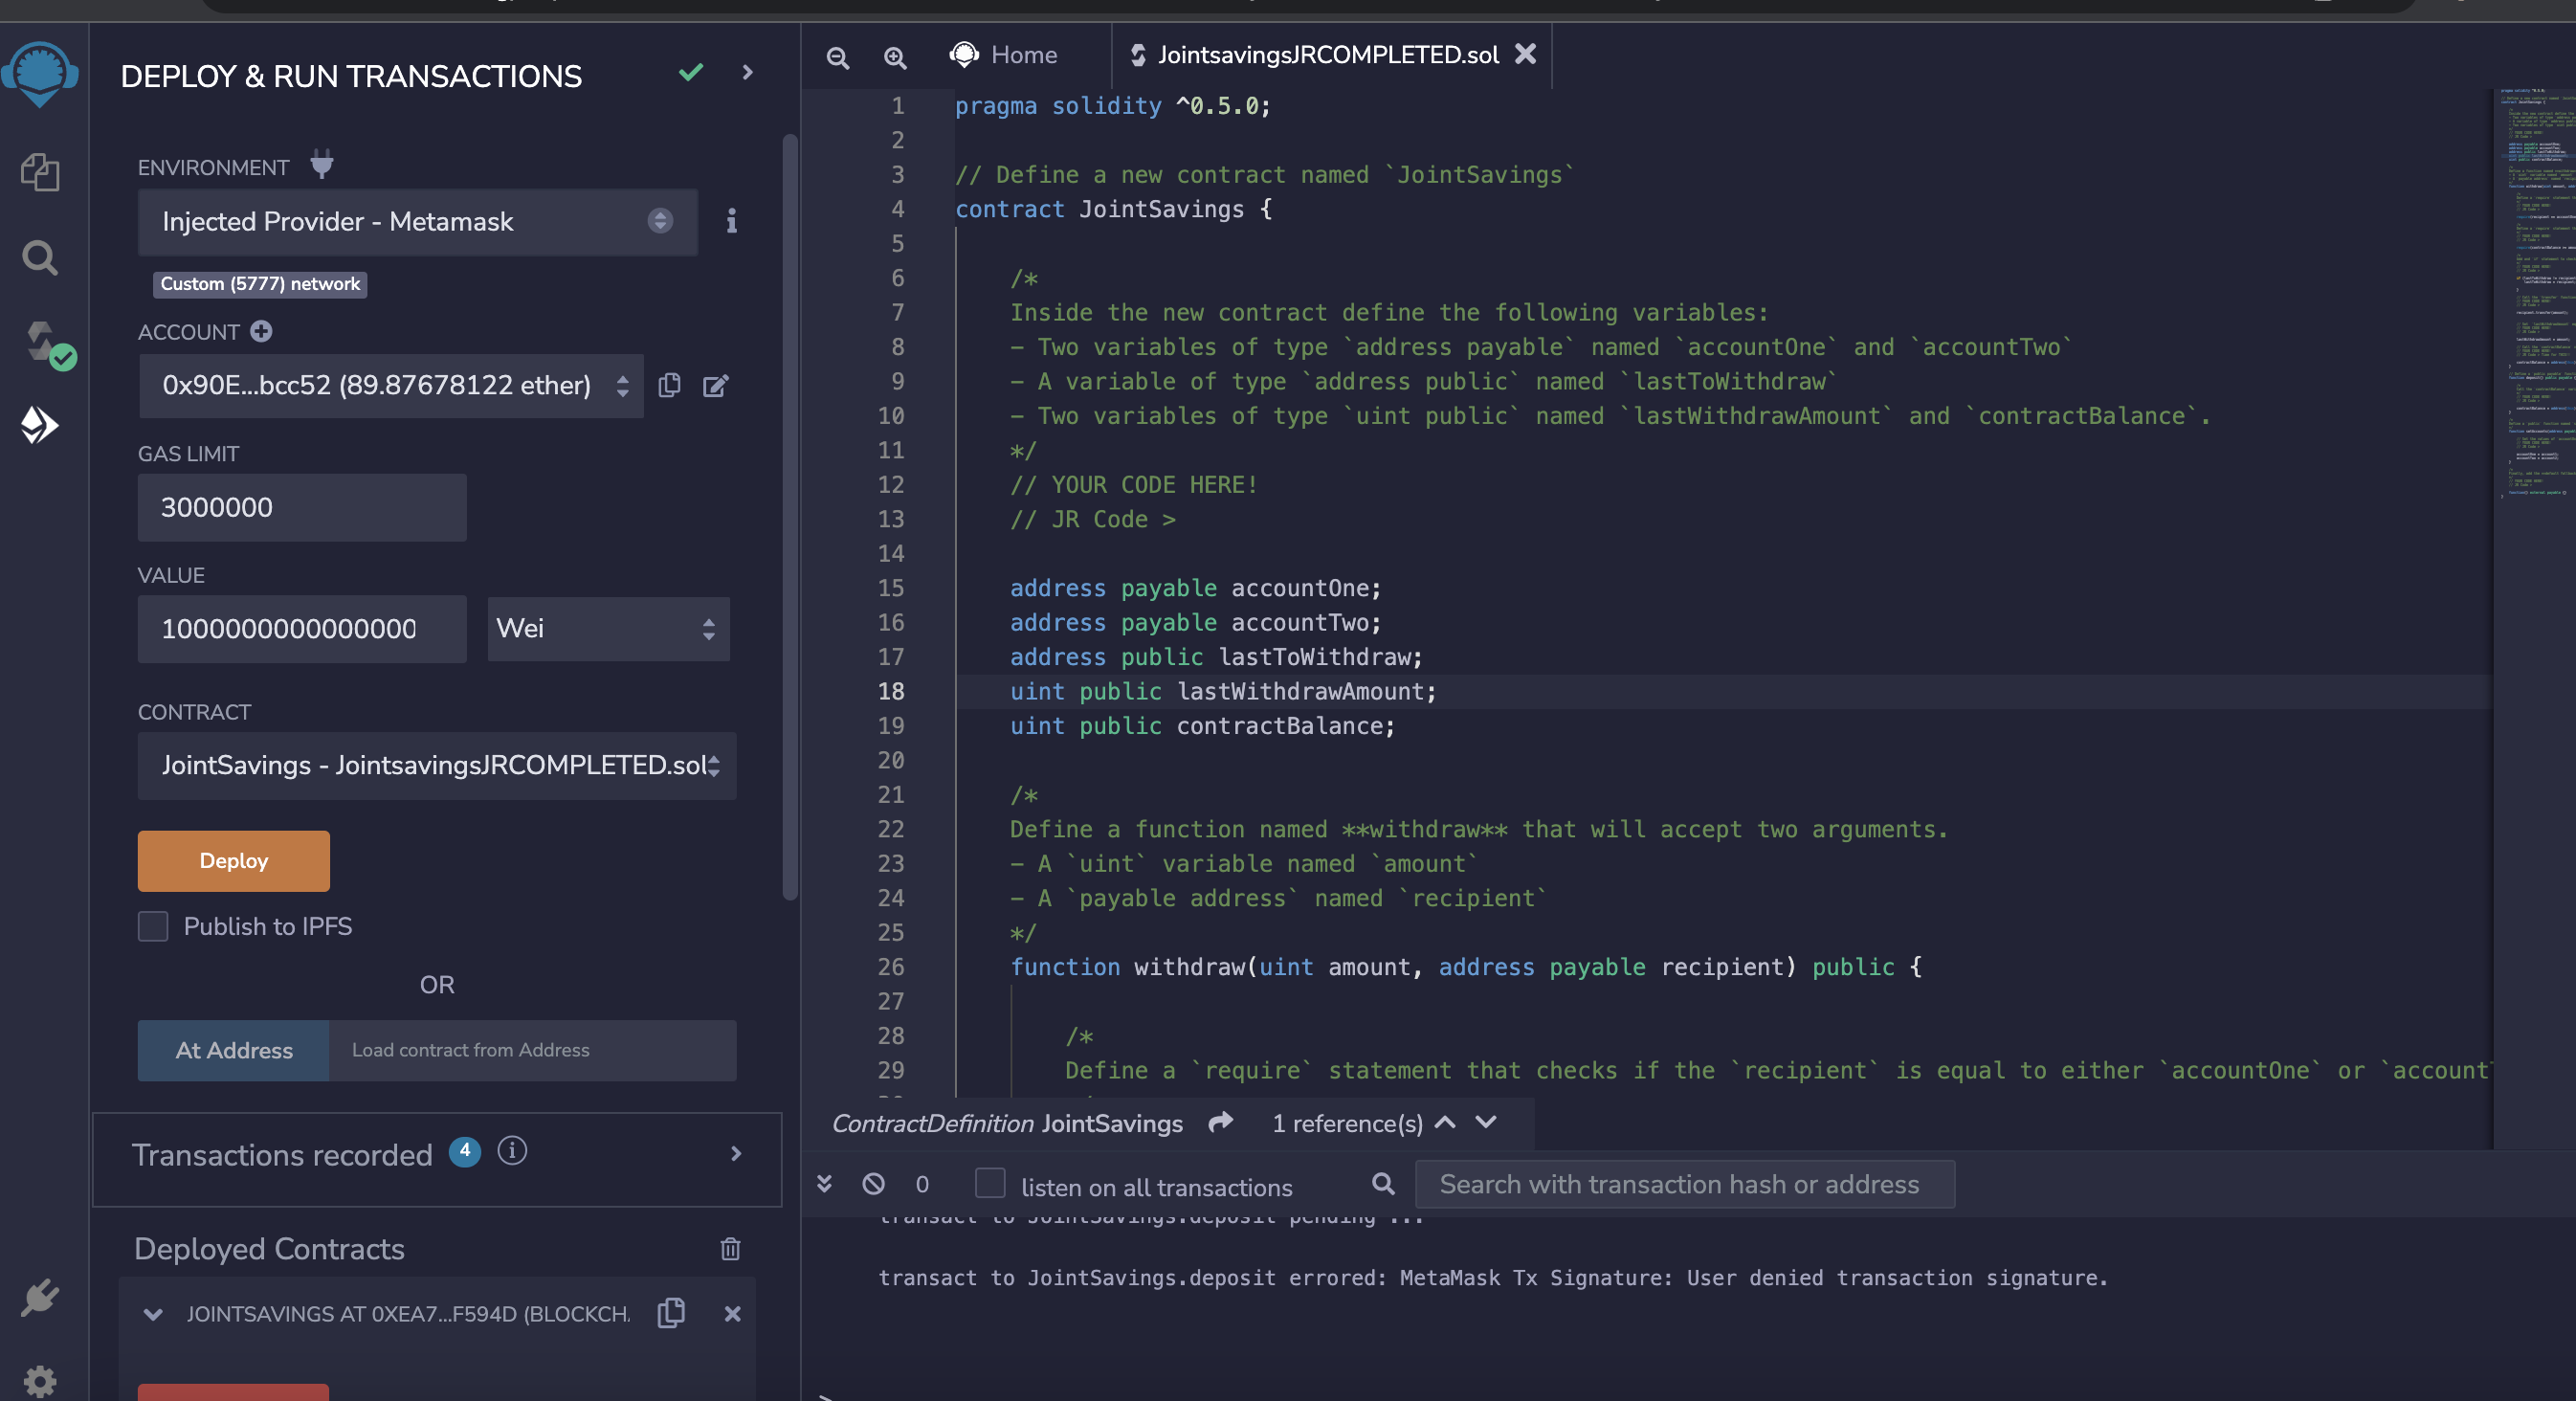 DEPLOY & RUN TRANSACTIONS
ENVIRONMENT
Injected Provider - Metamask
Custom (5777) network
ACCOUNT
0x90E...bcc52 (89.87678122 ether)
GAS LIMIT
3000000
VALUE
1000000000000000
Wei
CONTRACT
JointSavings - JointsavingsJRCOMPLETED.sol
Deploy
Publish to IPFS
OR
At Address
Load contract from Address
Transactions recorded 4
Deployed Contracts
JOINTSAVINGS AT 0XEA7...F594D (BLOCKCH
Home
JointsavingsJRCOMPLETED.sol
1 pragma solidity ^0.5.0;
2
3 // Define a new contract named `JointSavings`
4 contract JointSavings {
5
6 /*
7 Inside the new contract define the following variables:
8 - Two variables of type `address payable` named `accountOne` and `accountTwo`
9 - A variable of type `address public` named `lastToWithdraw`
10 - Two variables of type `uint public` named `lastWithdrawAmount` and `contractBalance`.
11 */
12 // YOUR CODE HERE!
13 // JR Code >
14
15 address payable accountOne;
16 address payable accountTwo;
17 address public lastToWithdraw;
18 uint public lastWithdrawAmount;
19 uint public contractBalance;
20
21 /*
22 Define a function named **withdraw** that will accept two arguments.
23 - A `uint` variable named `amount`
24 - A `payable address` named `recipient`
25 */
26 function withdraw(uint amount, address payable recipient) public {
27
28 /*
29 Define a `require` statement that checks if the `recipient` is equal to either `accountOne` or `account
ContractDefinition JointSavings 1 reference(s)
0 listen on all transactions
Search with transaction hash or address
transact to JointSavings.deposit pending ...
transact to JointSavings.deposit errored: MetaMask Tx Signature: User denied transaction signature.
>